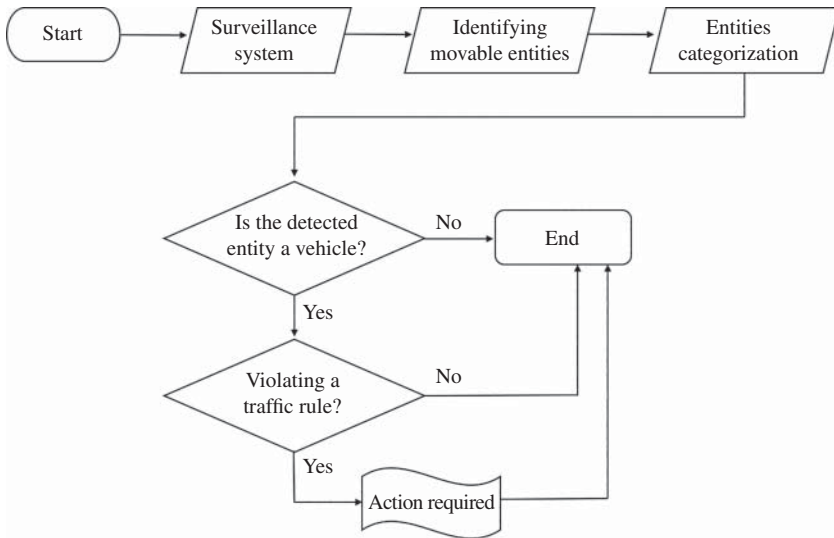 Start
Surveillance
system
Identifying
movable entities
Entities
categorization
Is the detected
entity a vehicle?
No
End
Yes
Violating a
traffic rule?
No
Yes
Action required